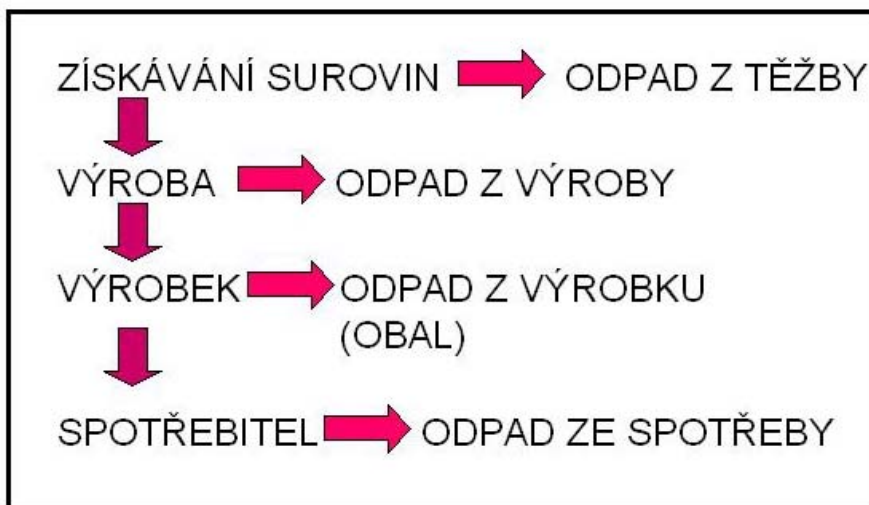 ZÍSKÁVÁNÍ SUROVIN ODPAD Z TĚŽBY
VÝROBA ODPAD Z VÝROBY
VÝROBEK ODPAD Z VÝROBKU
(OBAL)
SPOTŘEBITEL ODPAD ZE SPOTŘEBY